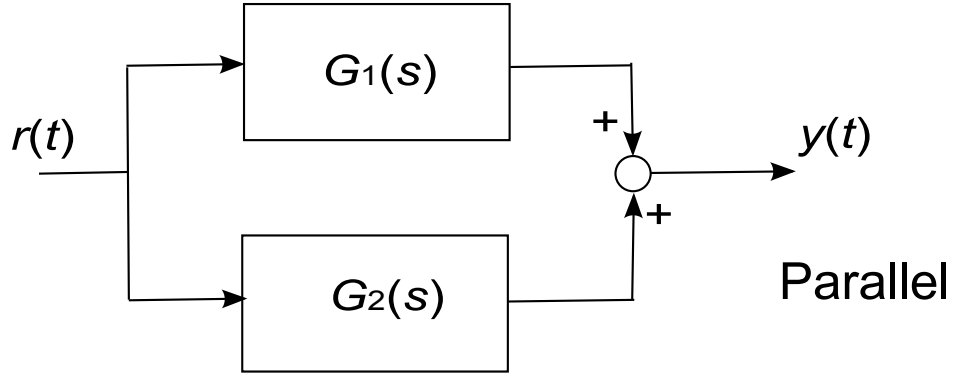 G1(s)
r(t)
+
y(t)
+
G2(s)
Parallel